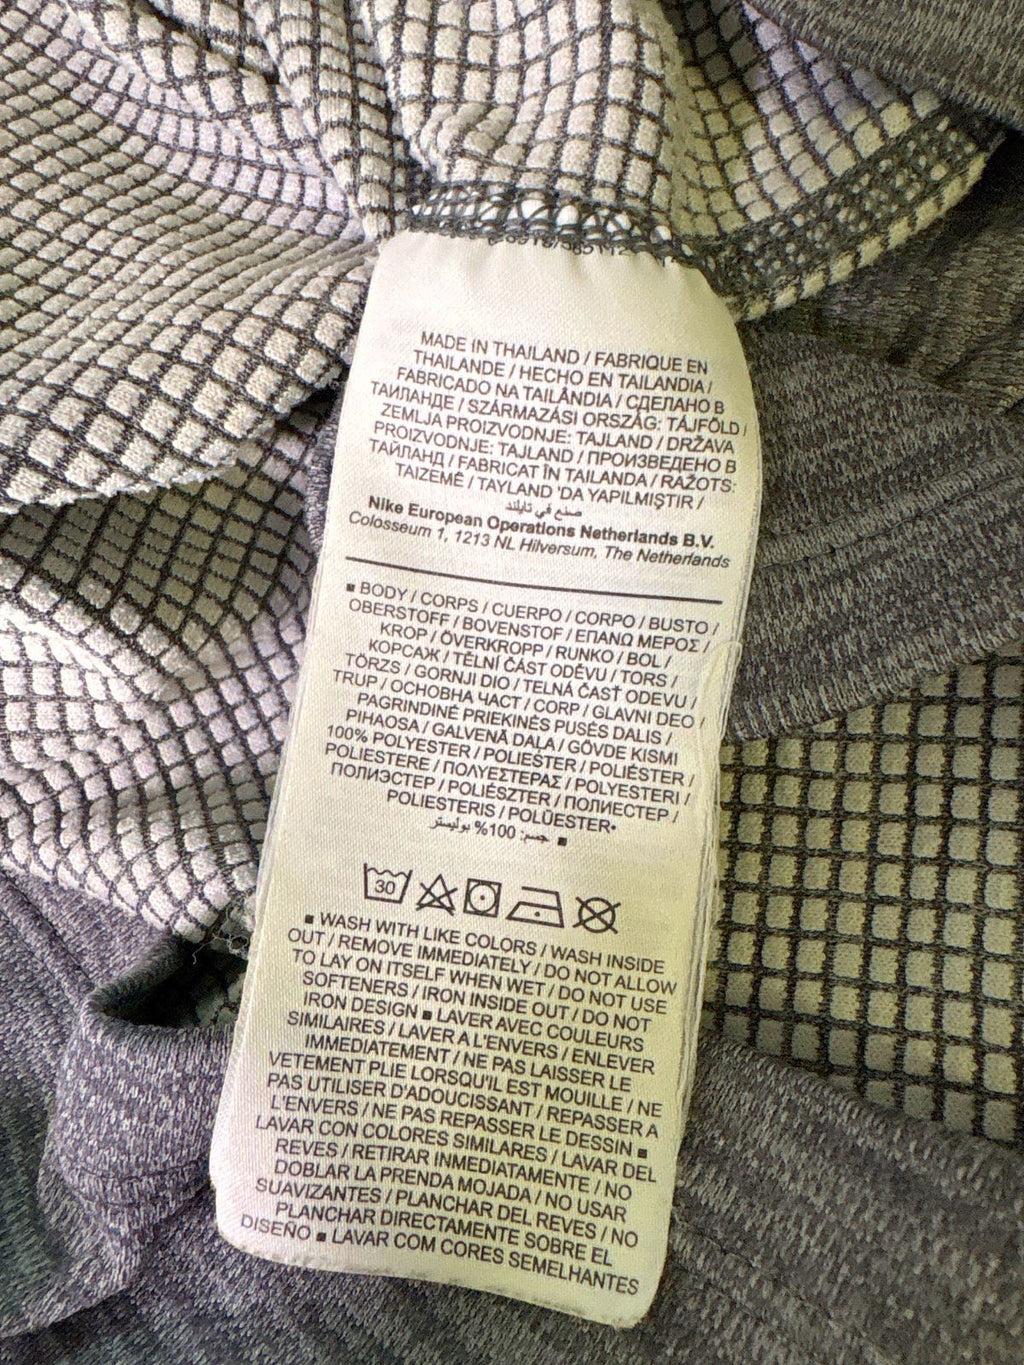 MADE IN THAILAND / FABRIQUE EN
THAILANDE / HECHO EN TAILANDIA /
FABRICADO NA TAILÂNDIA / СДЕЛАНО В
ТАИЛАНДЕ / SZÁRMAZÁSI ORSZÁG: TÁJFÖLD /
ZEMLJA PROIZVODNJE: TAJLAND / DRŽAVA
PROIZVODNJE: TAJLAND / ПРОИЗВЕДЕНО В
ТАЙЛАНД / FABRICAT ÎN TAILANDA / RAŽOTS:
TAIZEMĒ / TAYLAND 'DA YAPILMIŞTIR /
صنع في تايلند
Nike European Operations Netherlands B.V.
Colosseum 1, 1213 NL Hilversum, The Netherlands
■ BODY / CORPS / CUERPO / CORPO / BUSTO /
OBERSTOFF / BOVENSTOF / ΕΠΑΝΩ ΜΕΡΟΣ /
KROP / ÖVERKROPP / RUNKO / BOL /
КОРСАЖ / TĚLNÍ ČÁST ODĚVU / TORS /
TÖRZS / GORNJI DIO / TELNÁ ČASŤ ODEVU /
TRUP / ОСНОВНА ЧАСТ / CORP / GLAVNI DEO /
PAGRINDINĖ PRIEKINĖS PUSĖS DALIS /
PIHAOSA / GALVENĀ DAĻA / GÖVDE KISMI
100% POLYESTER / POLIESTER / POLIÉSTER /
POLIESTERE / ΠΟΛΥΕΣΤΕΡΑΣ / POLYESTERI /
ПОЛИЭСТЕР / POLIÉSZTER / ПОЛИЕСТЕР /
POLIESTERIS / POLÜESTER•
جسم: 100% بوليستر ■
30
■ WASH WITH LIKE COLORS / WASH INSIDE
OUT / REMOVE IMMEDIATELY / DO NOT ALLOW
TO LAY ON ITSELF WHEN WET / DO NOT USE
SOFTENERS / IRON INSIDE OUT / DO NOT
IRON DESIGN ■ LAVER AVEC COULEURS
SIMILAIRES / LAVER A L'ENVERS / ENLEVER
IMMEDIATEMENT / NE PAS LAISSER LE
VETEMENT PLIE LORSQU'IL EST MOUILLE / NE
PAS UTILISER D'ADOUCISSANT / REPASSER A
L'ENVERS / NE PAS REPASSER LE DESSIN ■
LAVAR CON COLORES SIMILARES / LAVAR DEL
REVES / RETIRAR INMEDIATAMENTE / NO
DOBLAR LA PRENDA MOJADA / NO USAR
SUAVIZANTES / PLANCHAR DEL REVES / NO
PLANCHAR DIRECTAMENTE SOBRE EL
DISEÑO ■ LAVAR COM CORES SEMELHANTES